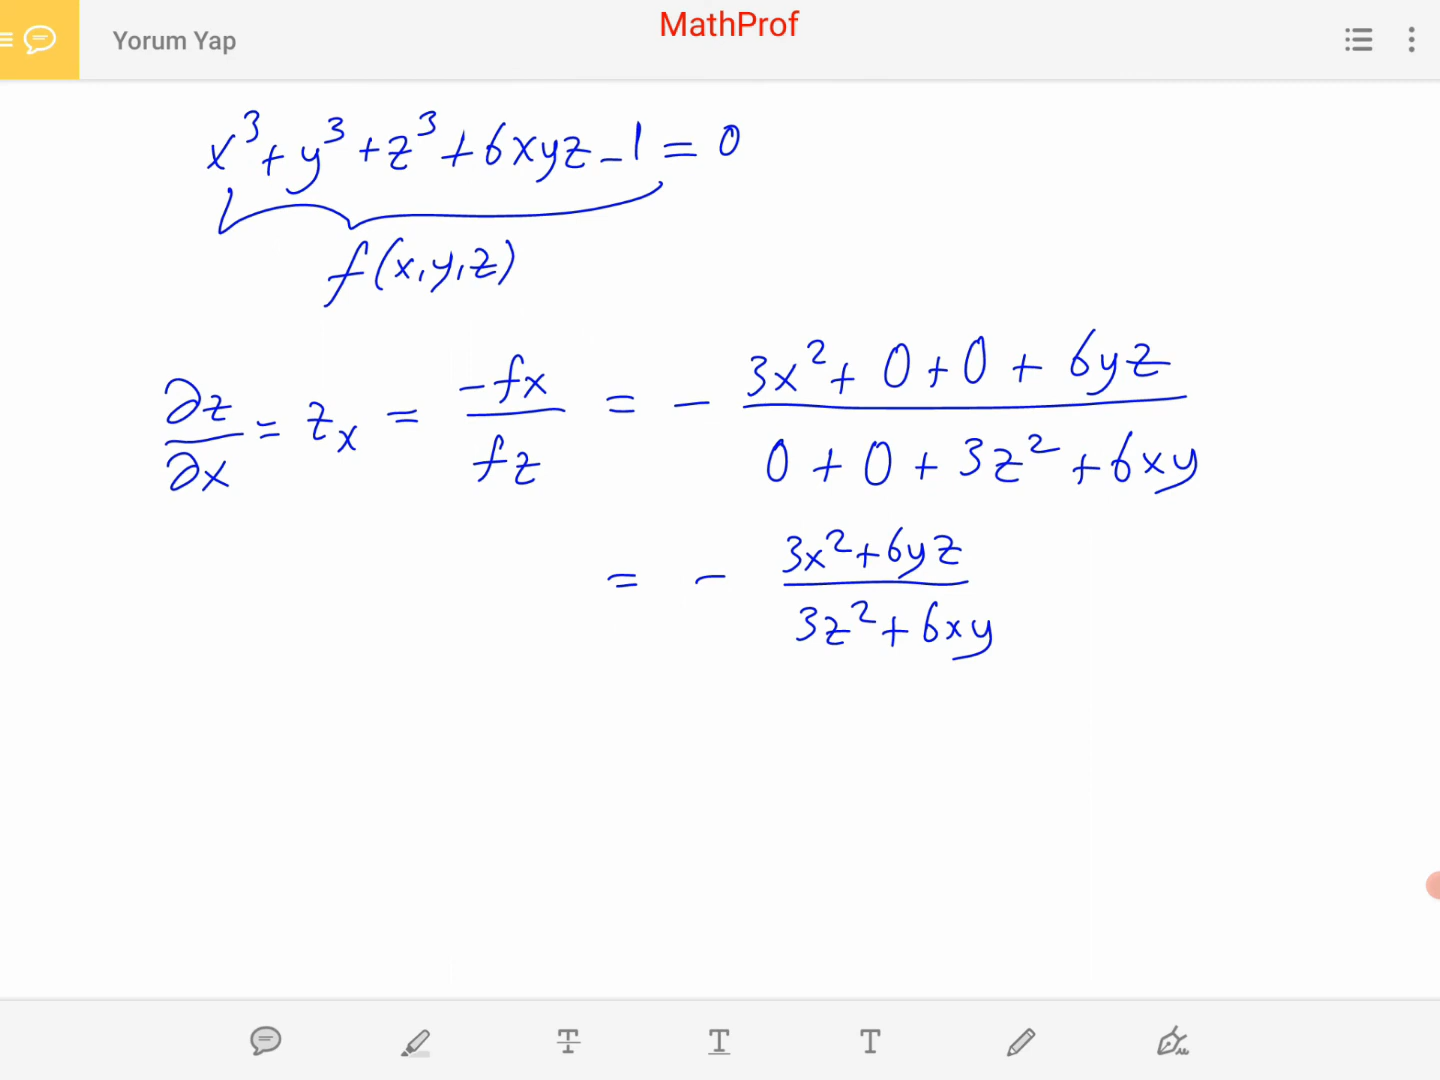 MathProf
Yorum Yap
x³ + y³ + z³ + 6xyz - 1 = 0
f(x,y,z)
∂z/∂x = z_x = -fx/fz = - (3x² + 0 + 0 + 6yz)/(0 + 0 + 3z² + 6xy)
= - (3x² + 6yz)/(3z² + 6xy)